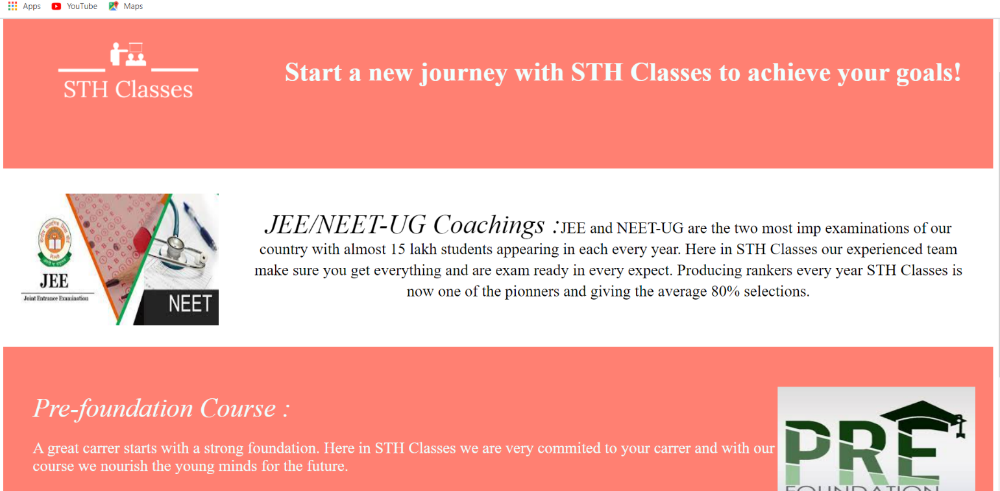 Apps YouTube Maps
STH Classes
Start a new journey with STH Classes to achieve your goals!
JEE
Joint Entrance Examination
NEET
JEE/NEET-UG Coachings :JEE and NEET-UG are the two most imp examinations of our
country with almost 15 lakh students appearing in each every year. Here in STH Classes our experienced team
make sure you get everything and are exam ready in every expect. Producing rankers every year STH Classes is
now one of the pionners and giving the average 80% selections.
Pre-foundation Course :
A great carrer starts with a strong foundation. Here in STH Classes we are very commited to your carrer and with our
course we nourish the young minds for the future.
PRE
FOUNDATION